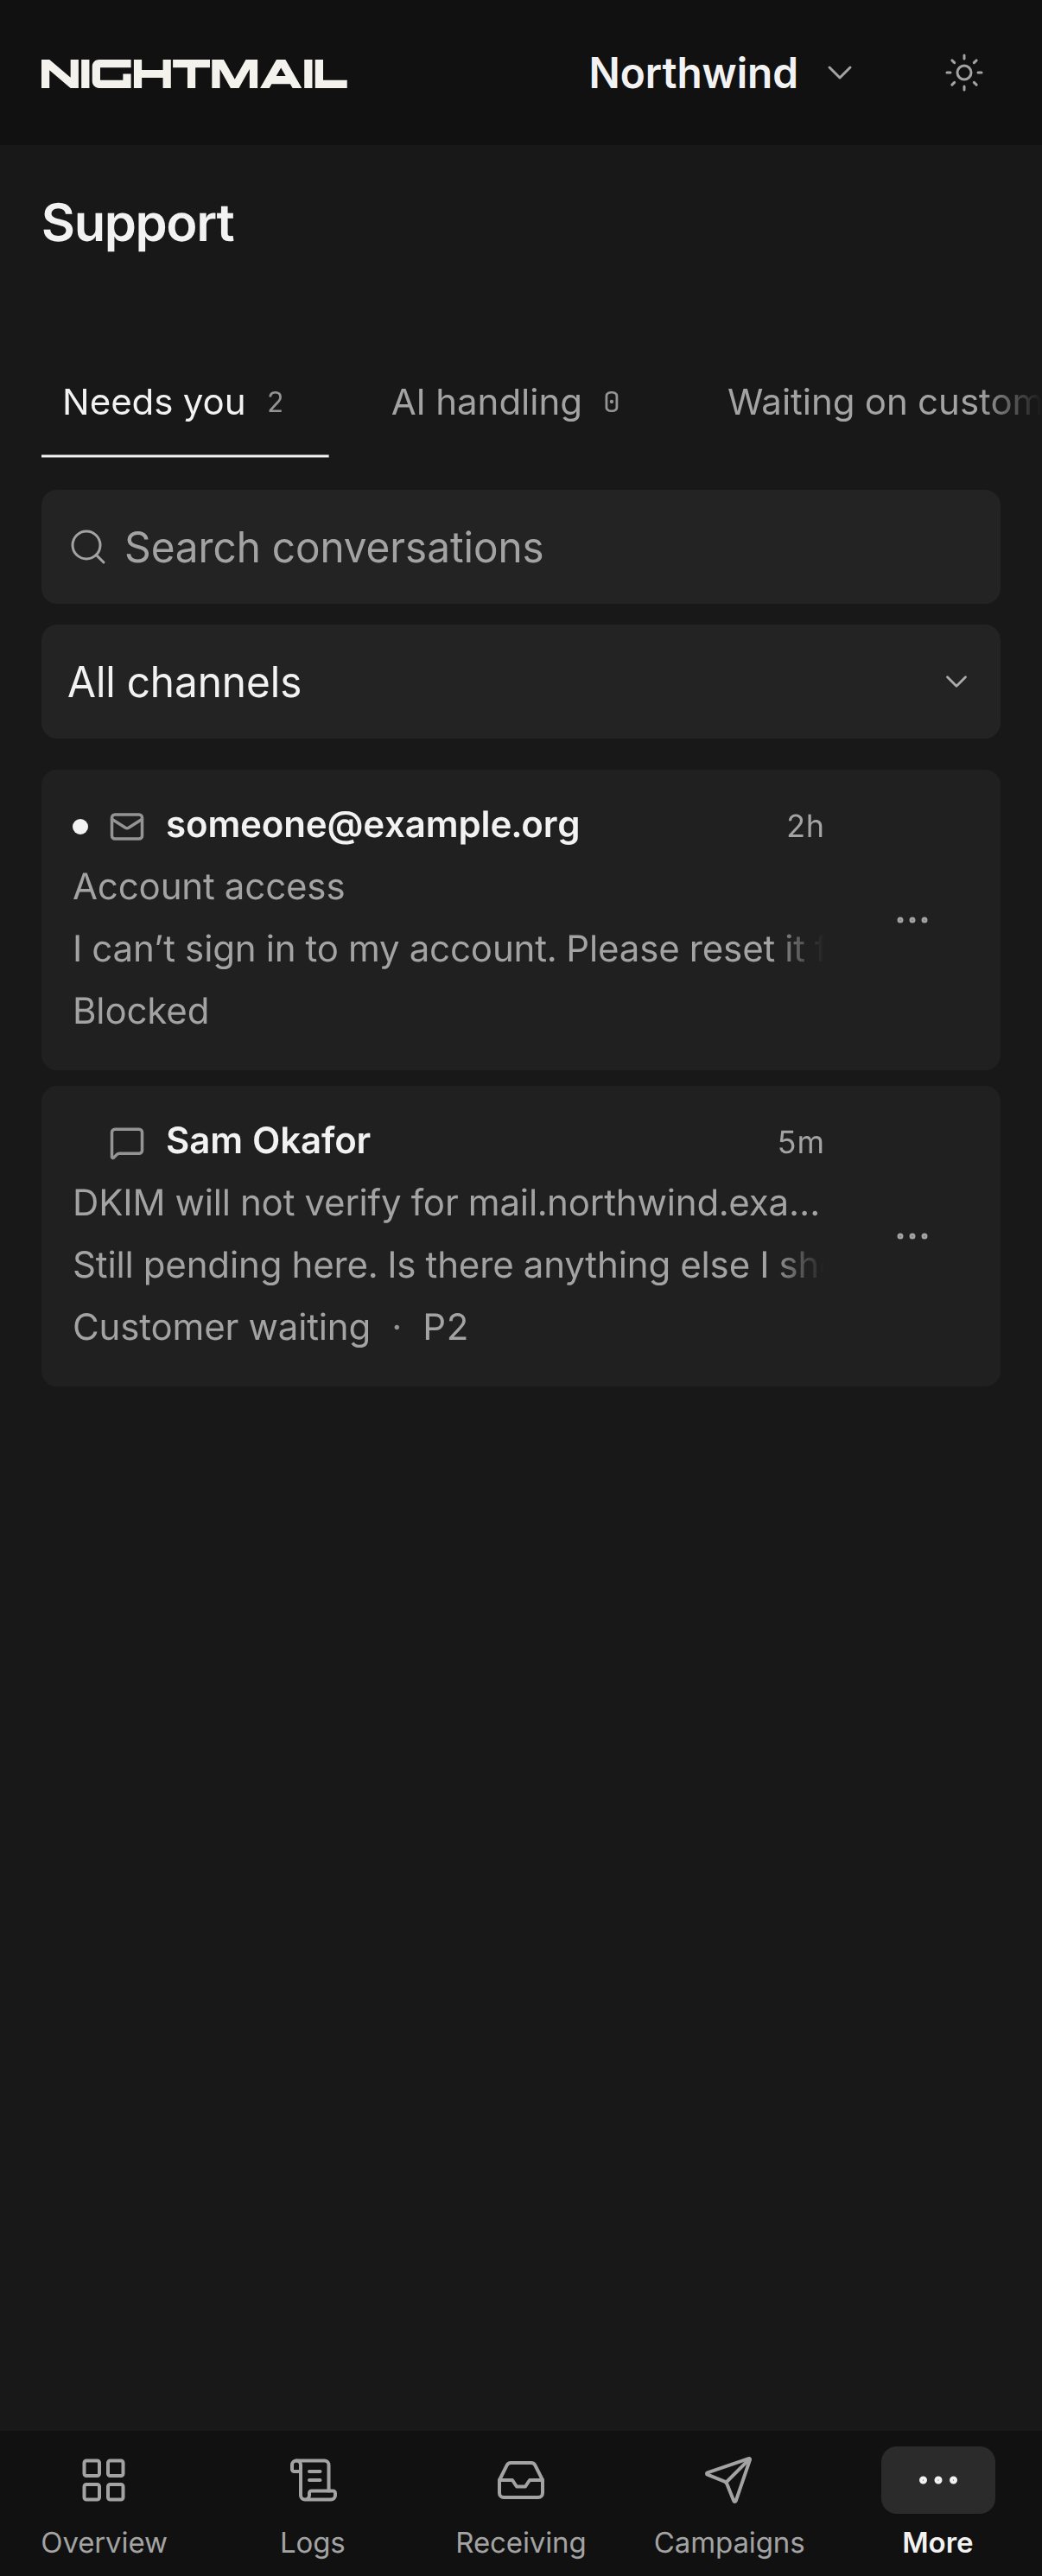 NIGHTMAIL Northwind
Support
Needs you 2 AI handling 0 Waiting on custom
Search conversations
All channels
someone@example.org 2h
Account access
I can’t sign in to my account. Please reset it
Blocked
Sam Okafor 5m
DKIM will not verify for mail.northwind.exa...
Still pending here. Is there anything else I sh
Customer waiting · P2
Overview Logs Receiving Campaigns More